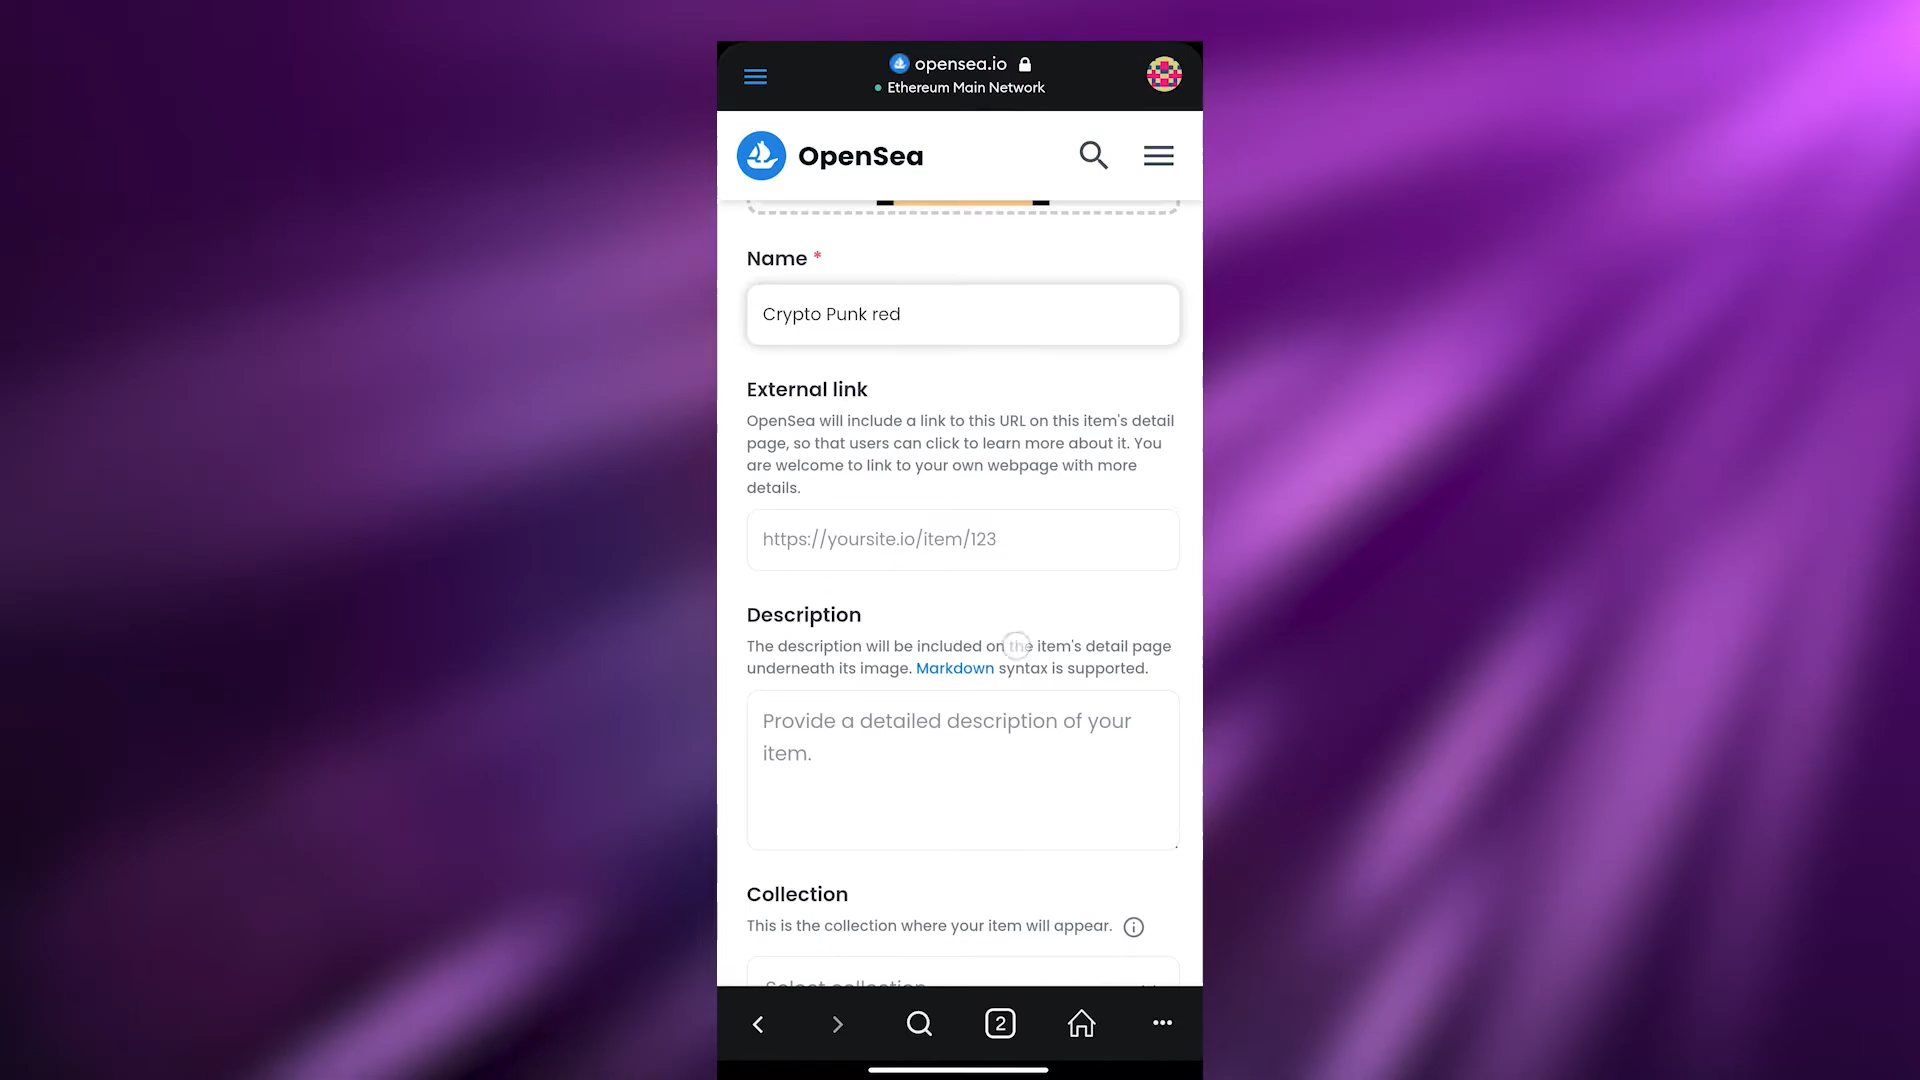 opensea.io
Ethereum Main Network
OpenSea
Name *
Crypto Punk red
External link
OpenSea will include a link to this URL on this item's detail
page, so that users can click to learn more about it. You
are welcome to link to your own webpage with more
details.
https://yoursite.io/item/123
Description
The description will be included on the item's detail page
underneath its image. Markdown syntax is supported.
Provide a detailed description of your
item.
Collection
This is the collection where your item will appear.
Select collection
2